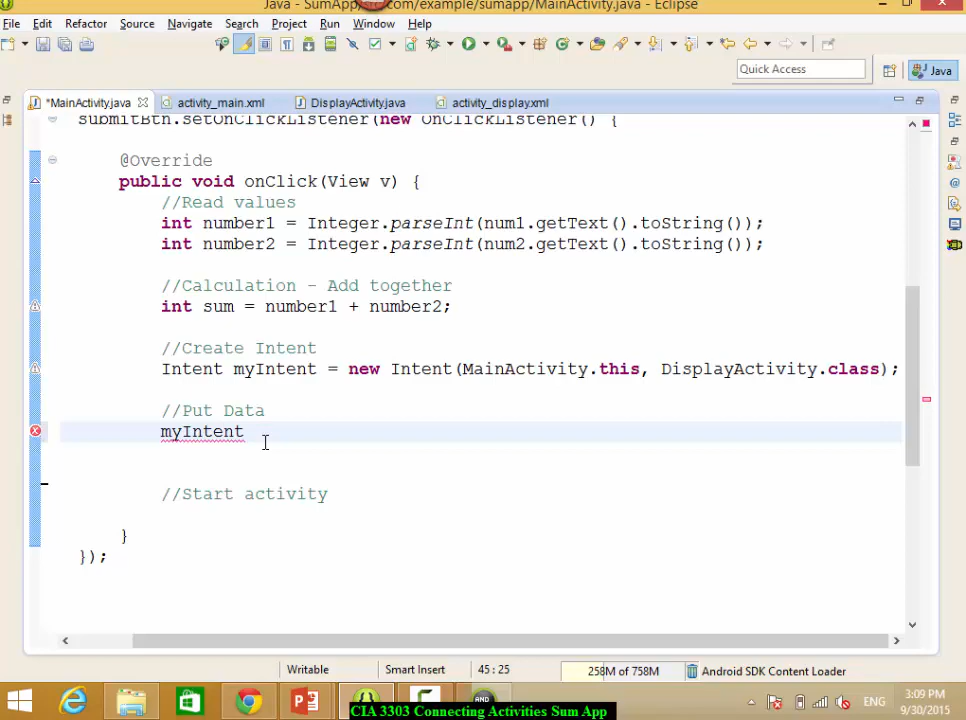 Java - SumApp/src/com/example/sumapp/MainActivity.java - Eclipse
File Edit Refactor Source Navigate Search Project Run Window Help
Quick Access
Java
*MainActivity.java activity_main.xml DisplayActivity.java activity_display.xml
submitBtn.setOnClickListener(new OnClickListener() {
@Override
public void onClick(View v) {
//Read values
int number1 = Integer.parseInt(num1.getText().toString());
int number2 = Integer.parseInt(num2.getText().toString());
//Calculation - Add together
int sum = number1 + number2;
//Create Intent
Intent myIntent = new Intent(MainActivity.this, DisplayActivity.class);
//Put Data
myIntent
//Start activity
}
});
Writable Smart Insert 45 : 25 258M of 758M Android SDK Content Loader
ENG
3:09 PM
9/30/2015
CIA 3303 Connecting Activities Sum App